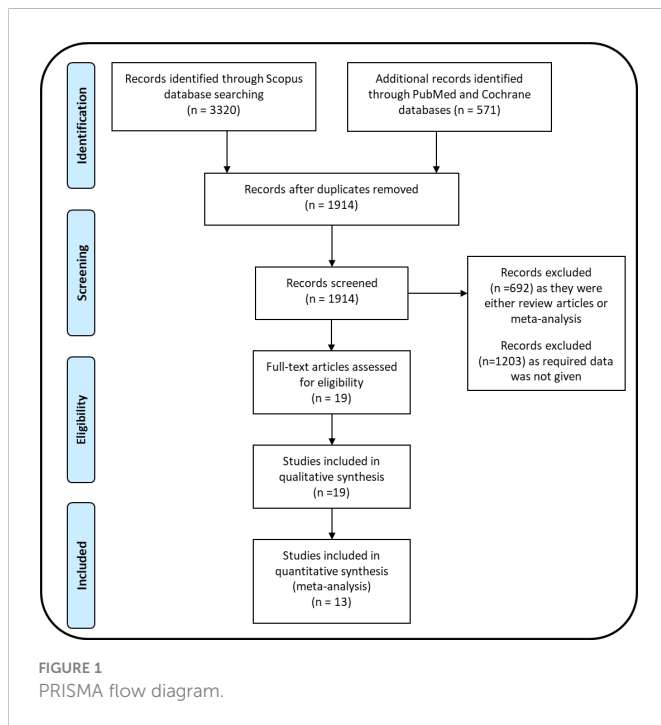 Identification
Records identified through Scopus
database searching
(n = 3320)
Additional records identified
through PubMed and Cochrane
databases (n = 571)
Records after duplicates removed
(n = 1914)
Screening
Records screened
(n = 1914)
Records excluded
(n =692) as they were
either review articles or
meta-analysis
Records excluded
(n=1203) as required data
was not given
Eligibility
Full-text articles assessed
for eligibility
(n = 19)
Studies included in
qualitative synthesis
(n =19)
Included
Studies included in
quantitative synthesis
(meta-analysis)
(n = 13)
FIGURE 1
PRISMA flow diagram.